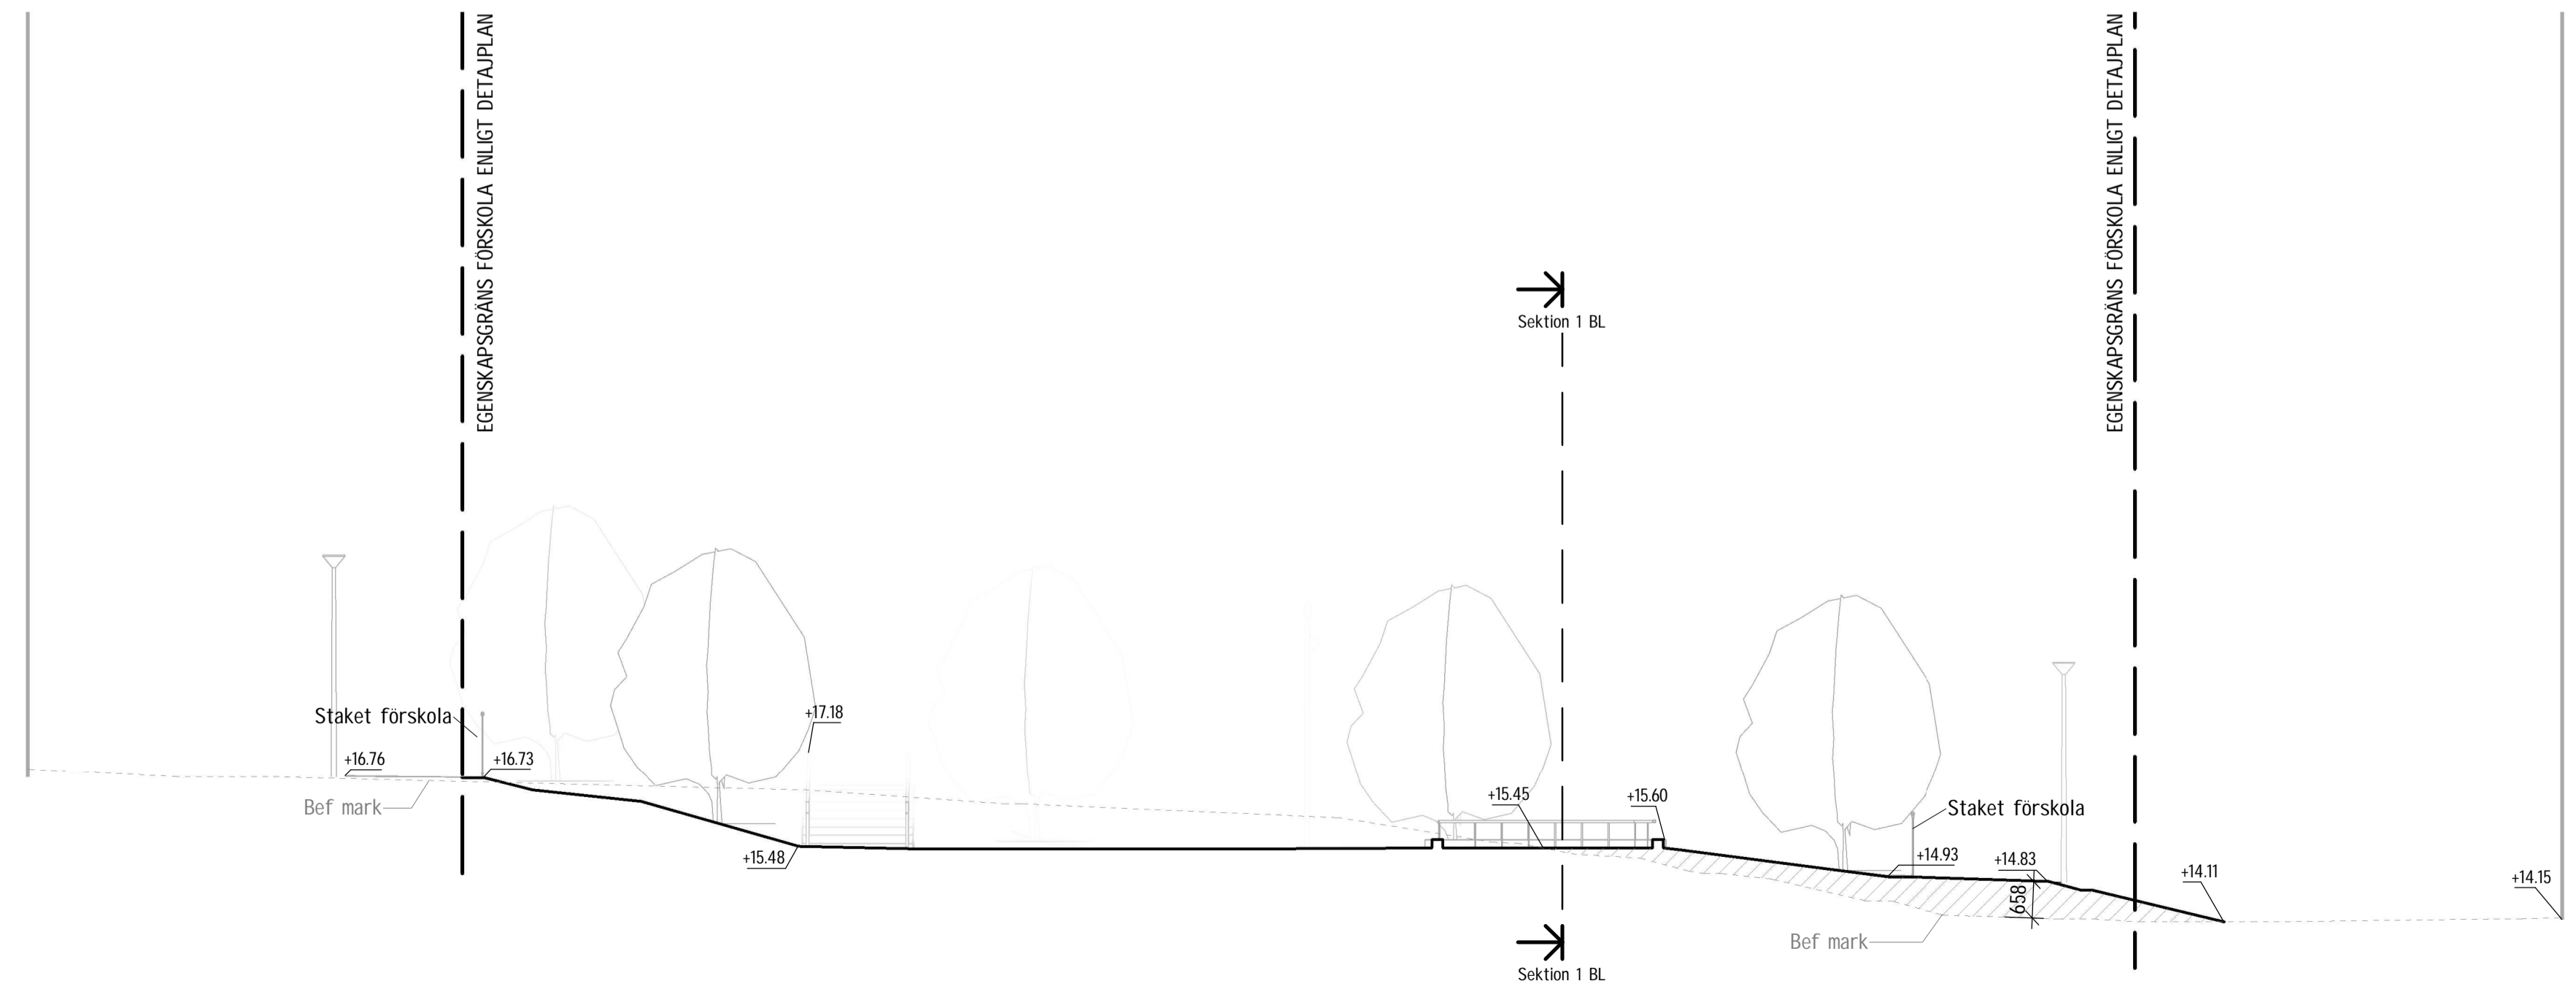 EGENSKAPSGRÄNS FÖRSKOLA ENLIGT DETAJPLAN
EGENSKAPSGRÄNS FÖRSKOLA ENLIGT DETAJPLAN
Sektion 1 BL
Staket förskola
+17.18
+16.76
+16.73
Bef mark
+15.48
+15.45
+15.60
Staket förskola
+14.93
+14.83
658
+14.11
+14.15
Bef mark
Sektion 1 BL